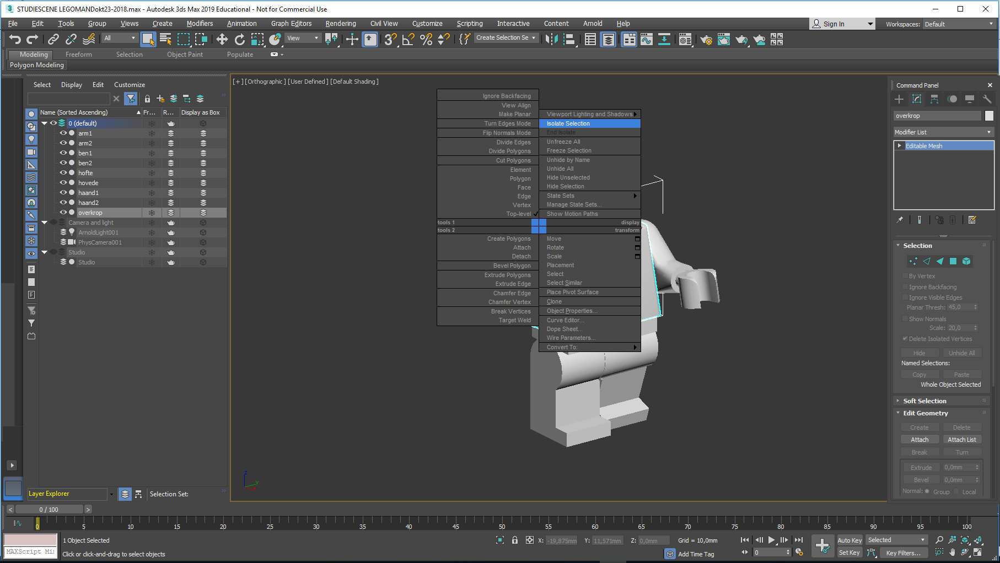 STUDIESCENE LEGOMANDokt23-2018.max - Autodesk 3ds Max 2019 Educational - Not for Commercial Use
File Edit Tools Group Views Create Modifiers Animation Graph Editors Rendering Civil View Customize Scripting Interactive Content Arnold Help Sign In Workspaces: Default
All View Create Selection Se
Modeling Freeform Selection Object Paint Populate
Polygon Modeling
Select Display Edit Customize
Name (Sorted Ascending) Fr... R... Display as Box
0 (default)
arm1
arm2
ben1
ben2
hofte
hovede
haand1
haand2
overkrop
Camera and light
ArnoldLight001
PhysCamera001
Studio
Studio
Layer Explorer
Selection Set:
[+] [Orthographic ] [User Defined ] [Default Shading ]
Ignore Backfacing
View Align
Make Planar
Turn Edges Mode
Flip Normals Mode
Divide Edges
Divide Polygons
Cut Polygons
Element
Polygon
Face
Edge
Vertex
Top-level
tools 1
tools 2
Create Polygons
Attach
Detach
Bevel Polygon
Extrude Polygons
Extrude Edge
Chamfer Edge
Chamfer Vertex
Break Vertices
Target Weld
Viewport Lighting and Shadows
Isolate Selection
End Isolate
Unfreeze All
Freeze Selection
Unhide by Name
Unhide All
Hide Unselected
Hide Selection
State Sets
Manage State Sets...
Show Motion Paths
display
transform
Move
Rotate
Scale
Placement
Select
Select Similar
Place Pivot Surface
Clone
Object Properties...
Curve Editor...
Dope Sheet...
Wire Parameters...
Convert To:
z
y
Command Panel
overkrop
Modifier List
Editable Mesh
Selection
By Vertex
Ignore Backfacing
Ignore Visible Edges
Planar Thresh: 45,0
Show Normals
Scale: 20,0
Delete Isolated Vertices
Hide Unhide All
Named Selections:
Copy Paste
Whole Object Selected
Soft Selection
Edit Geometry
Create Delete
Attach Attach List
Break Turn
Extrude 0,0mm
Bevel 0,0mm
Normal: Group Local
< 0 / 100 >
0 5 10 15 20 25 30 35 40 45 50 55 60 65 70 75 80 85 90 95 100
1 Object Selected
X: -19,875mm Y: 11,571mm Z: 0,0mm Grid = 10,0mm
Auto Key Selected
MAXScript Mi
Click or click-and-drag to select objects
Add Time Tag
0
Set Key Key Filters...